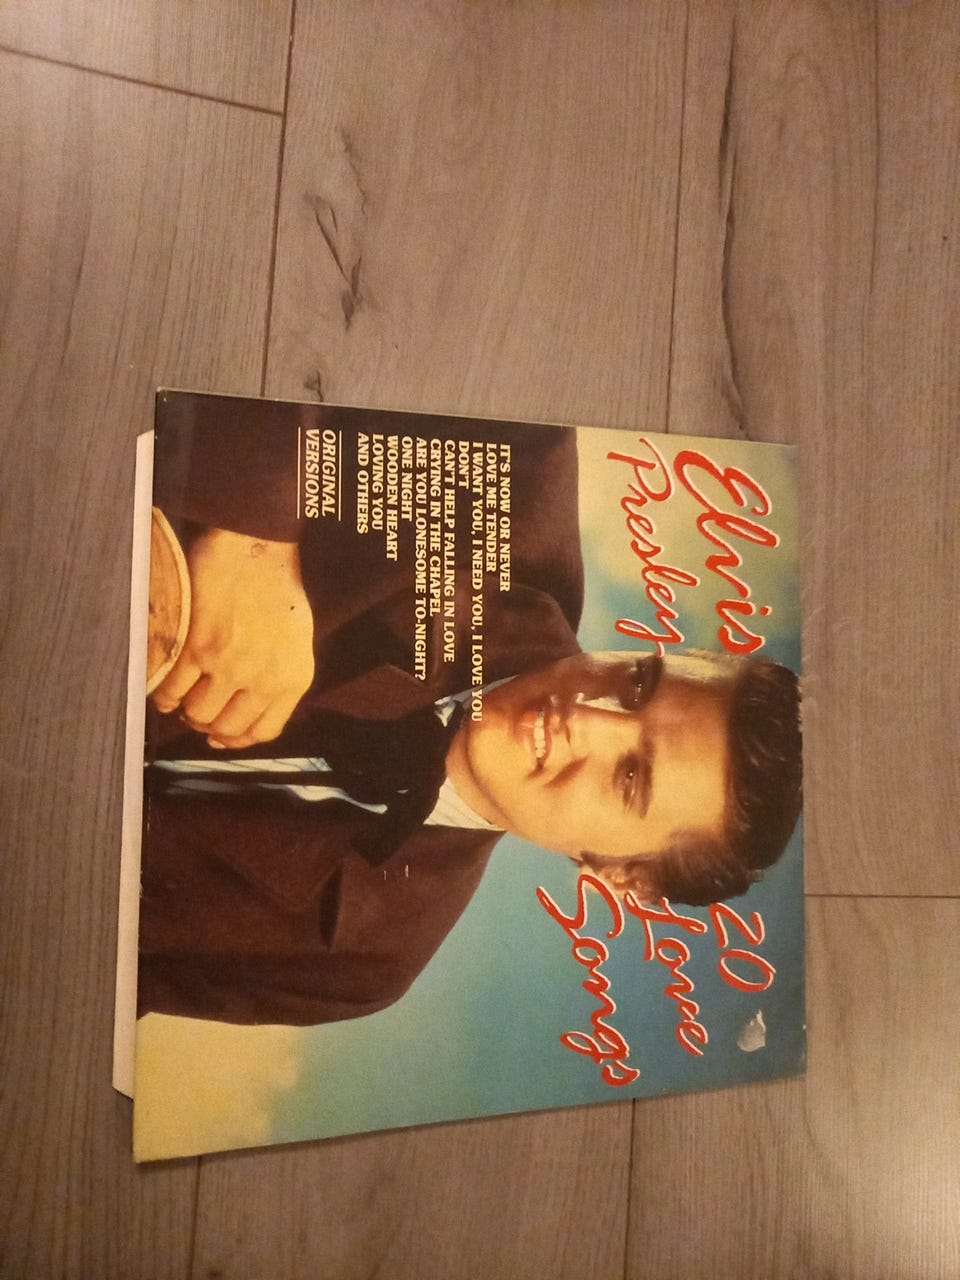 Elvis
Presley
20
Love
Songs
IT'S NOW OR NEVER
LOVE ME TENDER
I WANT YOU, I NEED YOU, I LOVE YOU
DON'T
CAN'T HELP FALLING IN LOVE
CRYING IN THE CHAPEL
ARE YOU LONESOME TO-NIGHT?
ONE NIGHT
WOODEN HEART
LOVING YOU
AND OTHERS
ORIGINAL
VERSIONS